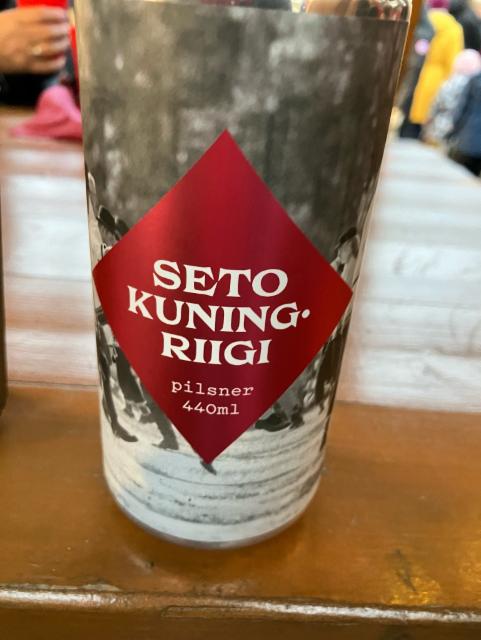 SETO
KUNING·
RIIGI
pilsner
440ml